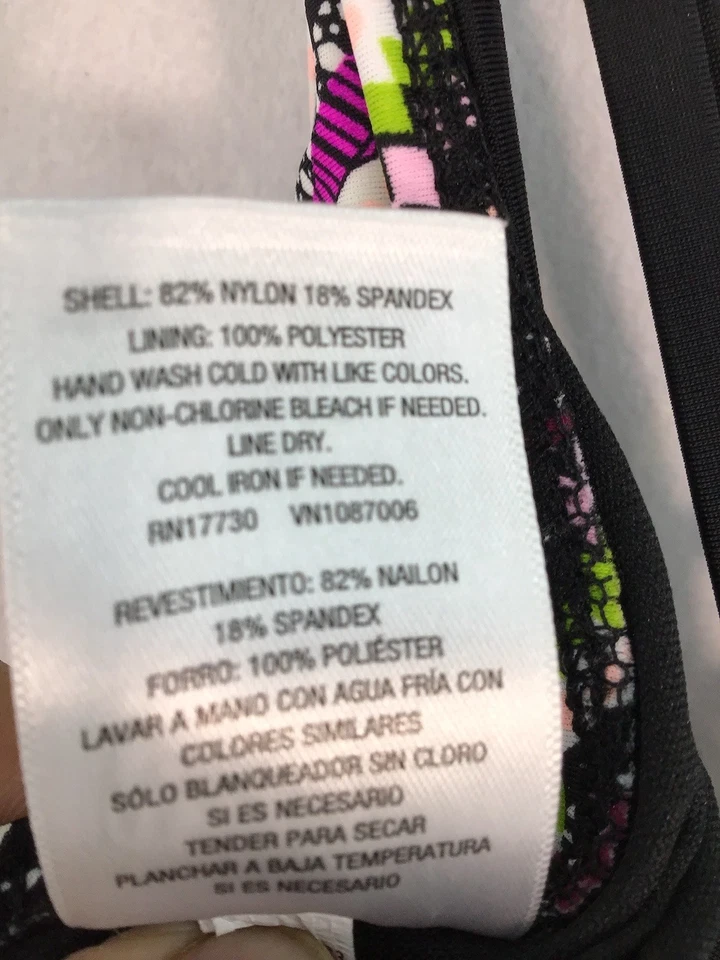 SHELL: 82% NYLON 18% SPANDEX
LINING: 100% POLYESTER
HAND WASH COLD WITH LIKE COLORS.
ONLY NON-CHLORINE BLEACH IF NEEDED.
LINE DRY.
COOL IRON IF NEEDED.
RN17730 VN1087006
REVESTIMIENTO: 82% NAILON
18% SPANDEX
FORRO: 100% POLIÉSTER
LAVAR A MANO CON AGUA FRÍA CON
COLORES SIMILARES
SÓLO BLANQUEADOR SIN CLORO
SI ES NECESARIO
TENDER PARA SECAR
PLANCHAR A BAJA TEMPERATURA
SI ES NECESARIO